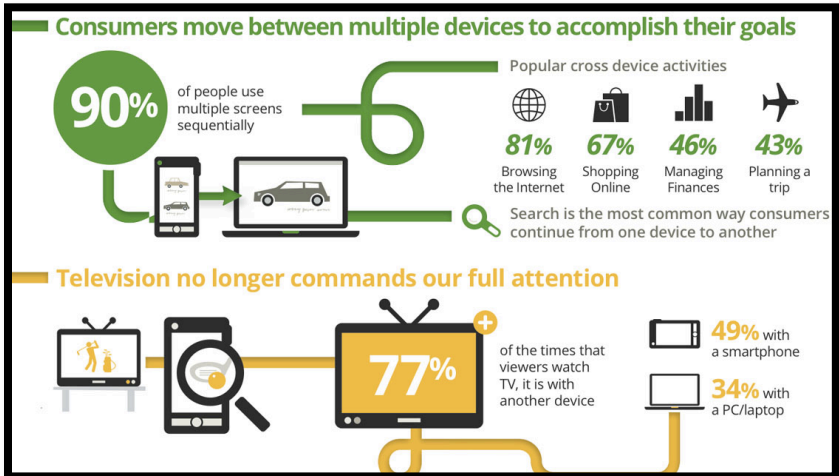 Consumers move between multiple devices to accomplish their goals
90%
of people use
multiple screens
sequentially
Popular cross device activities
81%
Browsing
the Internet
67%
Shopping
Online
46%
Managing
Finances
43%
Planning a
trip
Search is the most common way consumers
continue from one device to another
Television no longer commands our full attention
77%
of the times that
viewers watch
TV, it is with
another device
49% with
a smartphone
34% with
a PC/laptop